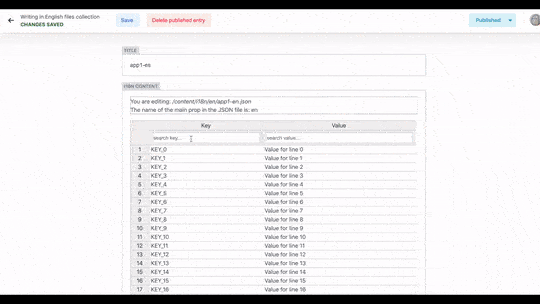 Writing in English files collection
CHANGES SAVED
Save
Delete published entry
Published
TITLE
app1-es
I18N CONTENT
You are editing: /content/i18n/en/app1-en.json
The name of the main prop in the JSON file is: en
Key Value
search key... search value...
1 KEY_0 Value for line 0
2 KEY_1 Value for line 1
3 KEY_2 Value for line 2
4 KEY_3 Value for line 3
5 KEY_4 Value for line 4
6 KEY_5 Value for line 5
7 KEY_6 Value for line 6
8 KEY_7 Value for line 7
9 KEY_8 Value for line 8
10 KEY_9 Value for line 9
11 KEY_10 Value for line 10
12 KEY_11 Value for line 11
13 KEY_12 Value for line 12
14 KEY_13 Value for line 13
15 KEY_14 Value for line 14
16 KEY_15 Value for line 15
17 KEY_16 Value for line 16